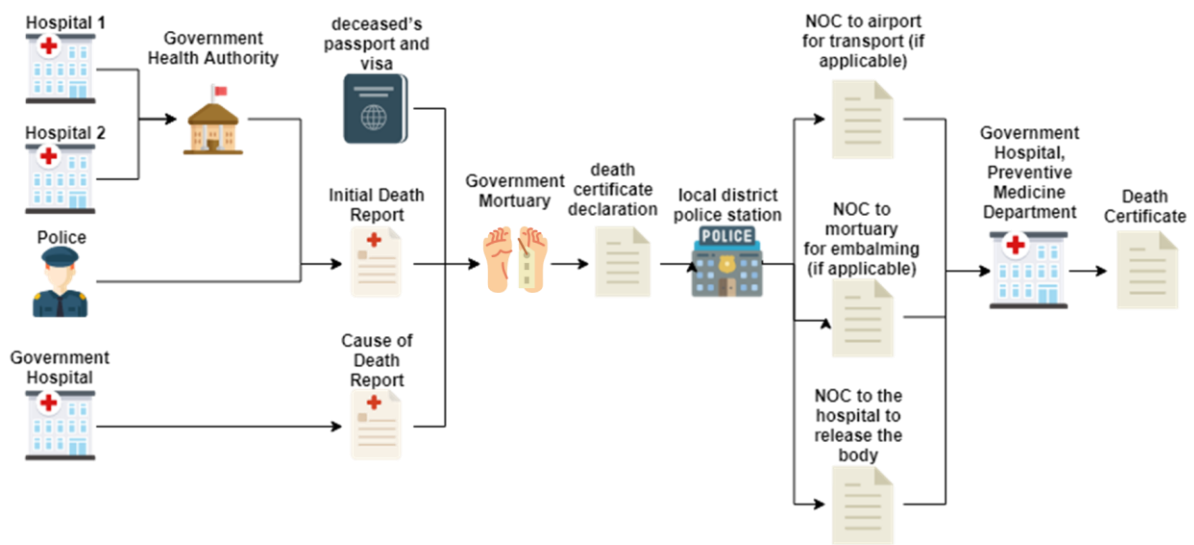 Hospital 1
Government
Health Authority
Hospital 2
Police
Government
Hospital
deceased's
passport and
visa
Initial Death
Report
Cause of
Death
Report
Government
Mortuary
death
certificate
declaration
local district
police station
POLICE
NOC to airport
for transport (if
applicable)
NOC to
mortuary
for embalming
(if applicable)
NOC to the
hospital to
release the
body
Government
Hospital,
Preventive
Medicine
Department
Death
Certificate